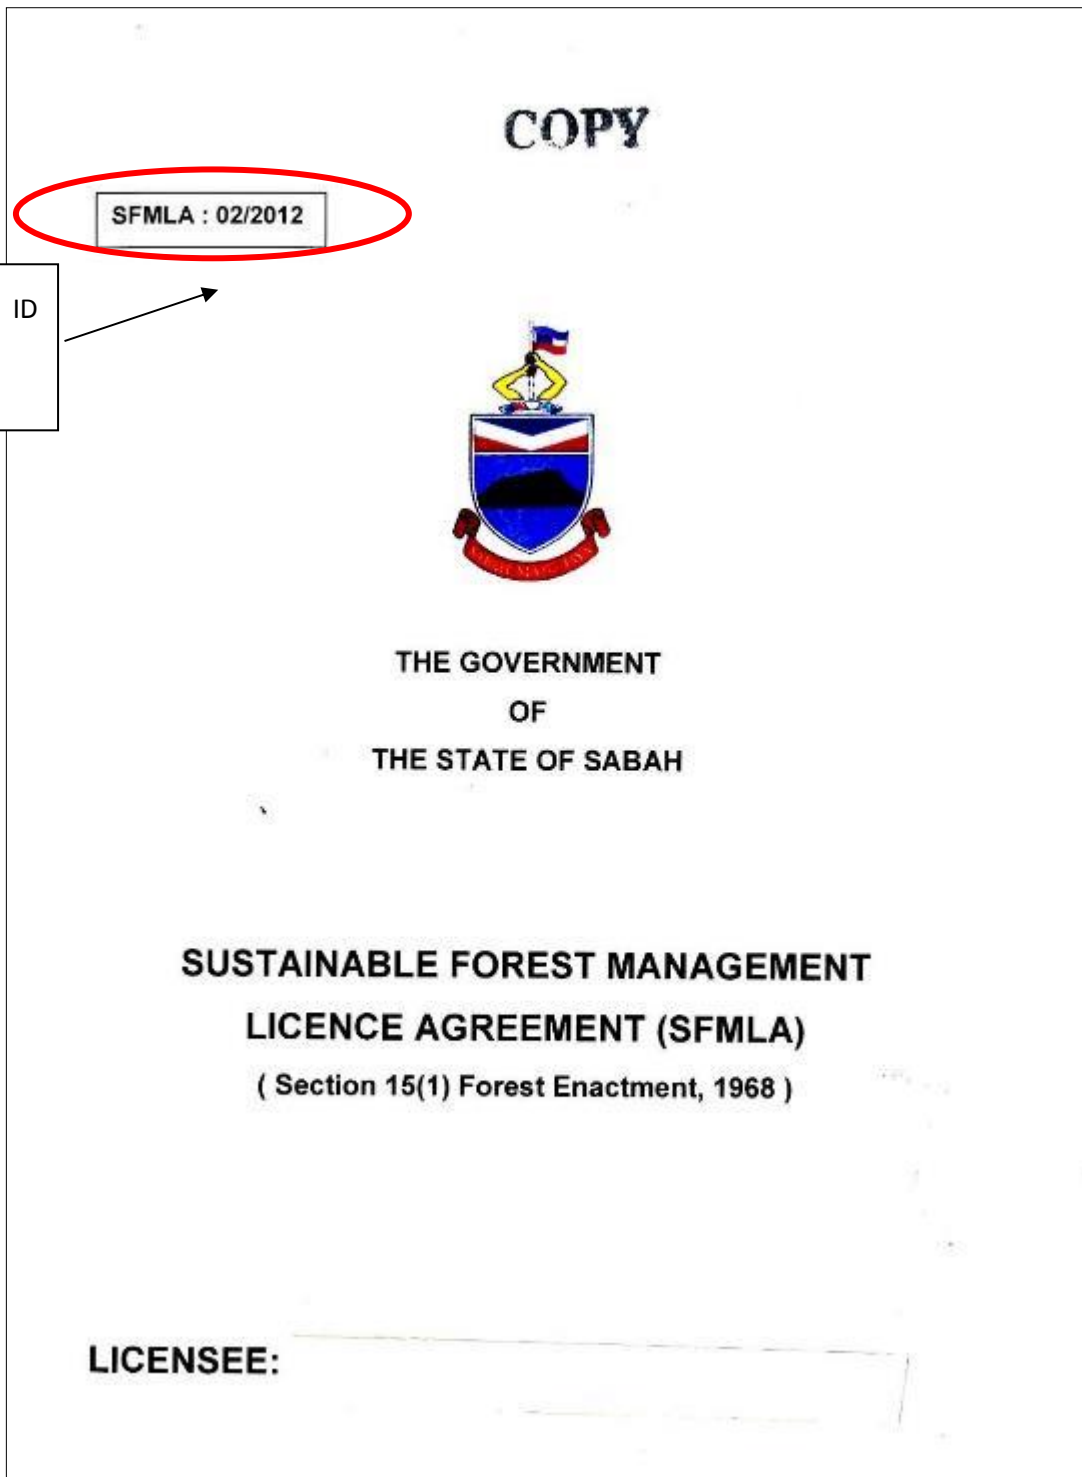 COPY
SFMLA : 02/2012
ID
THE GOVERNMENT
OF
THE STATE OF SABAH
SUSTAINABLE FOREST MANAGEMENT
LICENCE AGREEMENT (SFMLA)
( Section 15(1) Forest Enactment, 1968 )
LICENSEE: